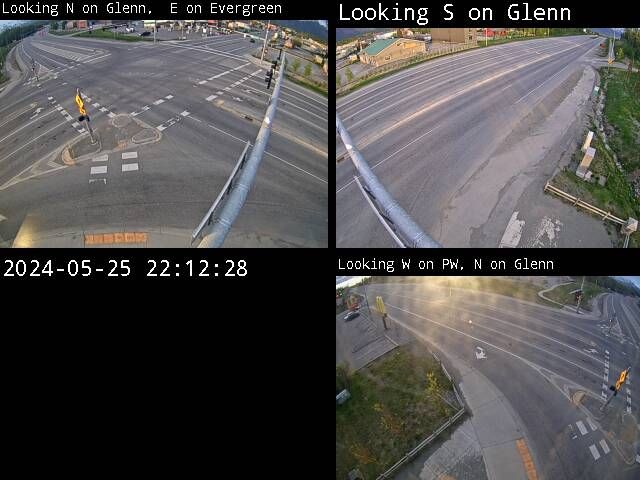 Looking N on Glenn,  E on Evergreen
Looking S on Glenn
2024-05-25 22:12:28
Looking W on PW, N on Glenn